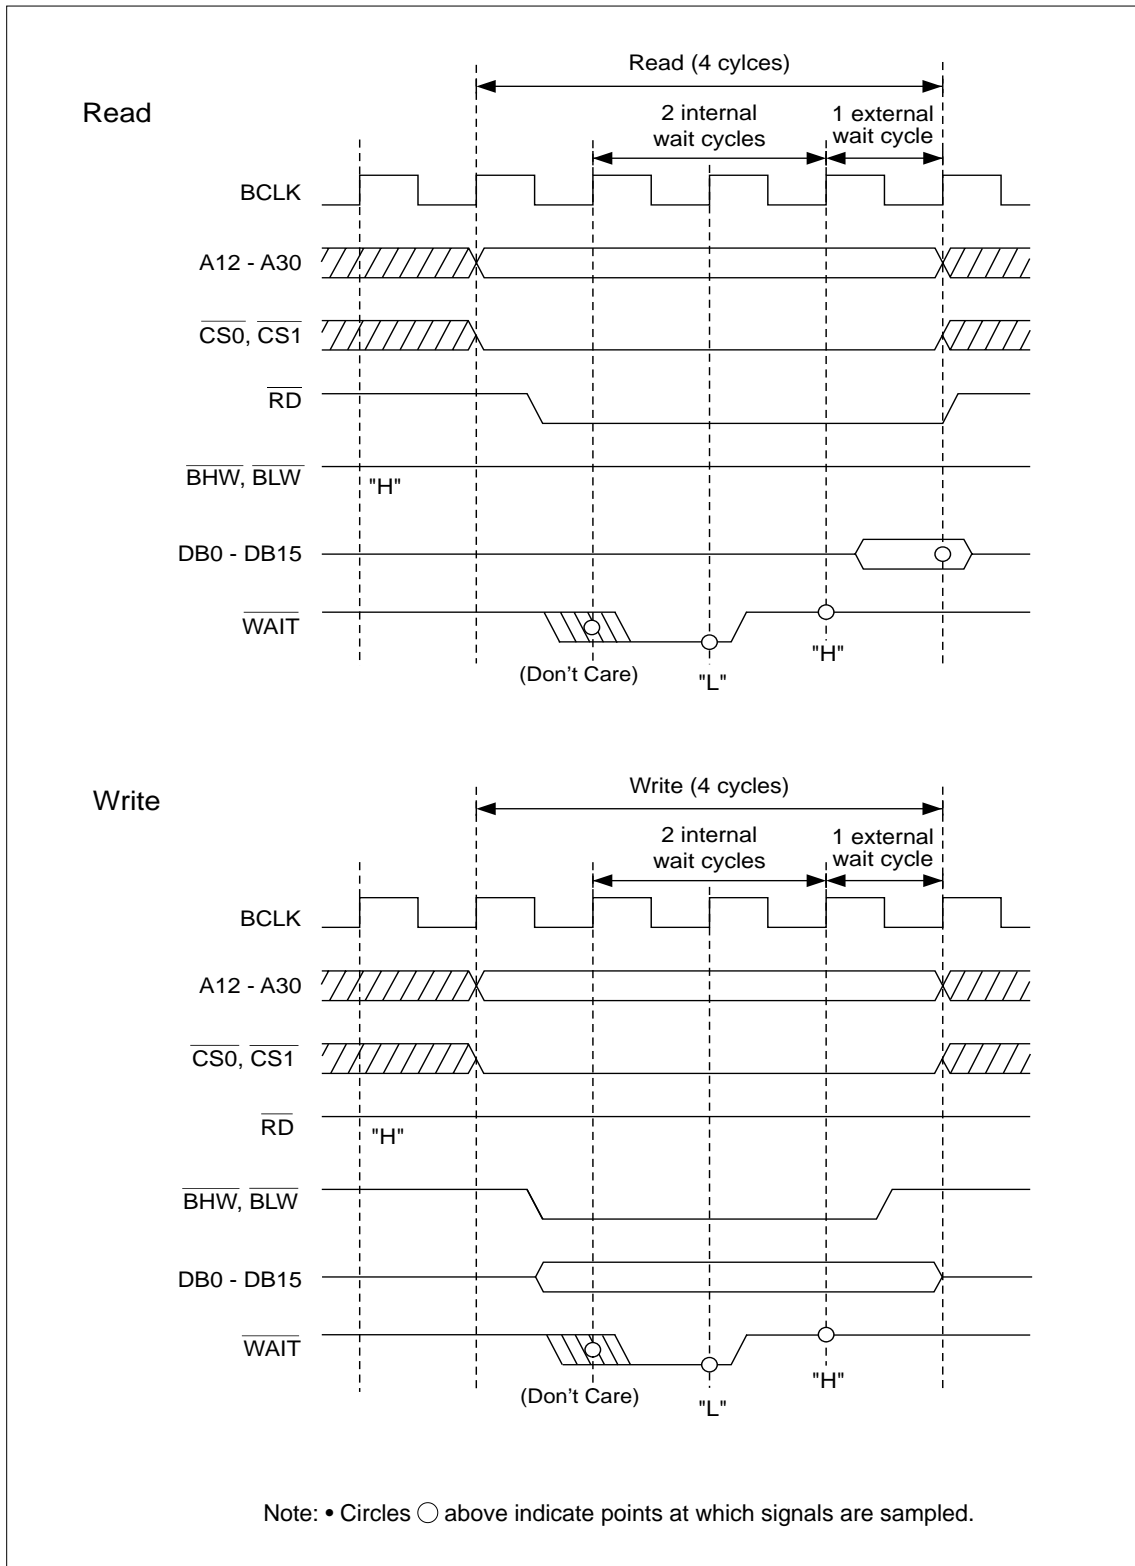 Read (4 cylces)
Read
2 internal
wait cycles
1 external
wait cycle
BCLK
A12 - A30
CS0, CS1
RD
BHW, BLW
"H"
DB0 - DB15
WAIT
(Don't Care)
"L"
"H"
Write (4 cycles)
Write
2 internal
wait cycles
1 external
wait cycle
BCLK
A12 - A30
CS0, CS1
RD
"H"
BHW, BLW
DB0 - DB15
WAIT
(Don't Care)
"L"
"H"
Note: • Circles ○ above indicate points at which signals are sampled.